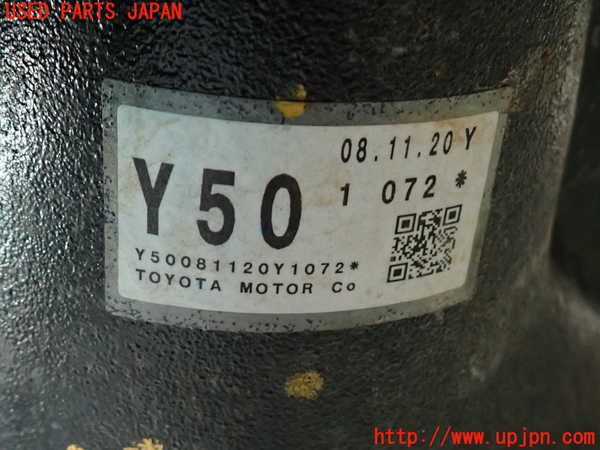 USED PARTS JAPAN
08.11.20 Y
Y50
1 072*
Y50081120Y1072*
TOYOTA MOTOR Co
http://www.upjpn.com/